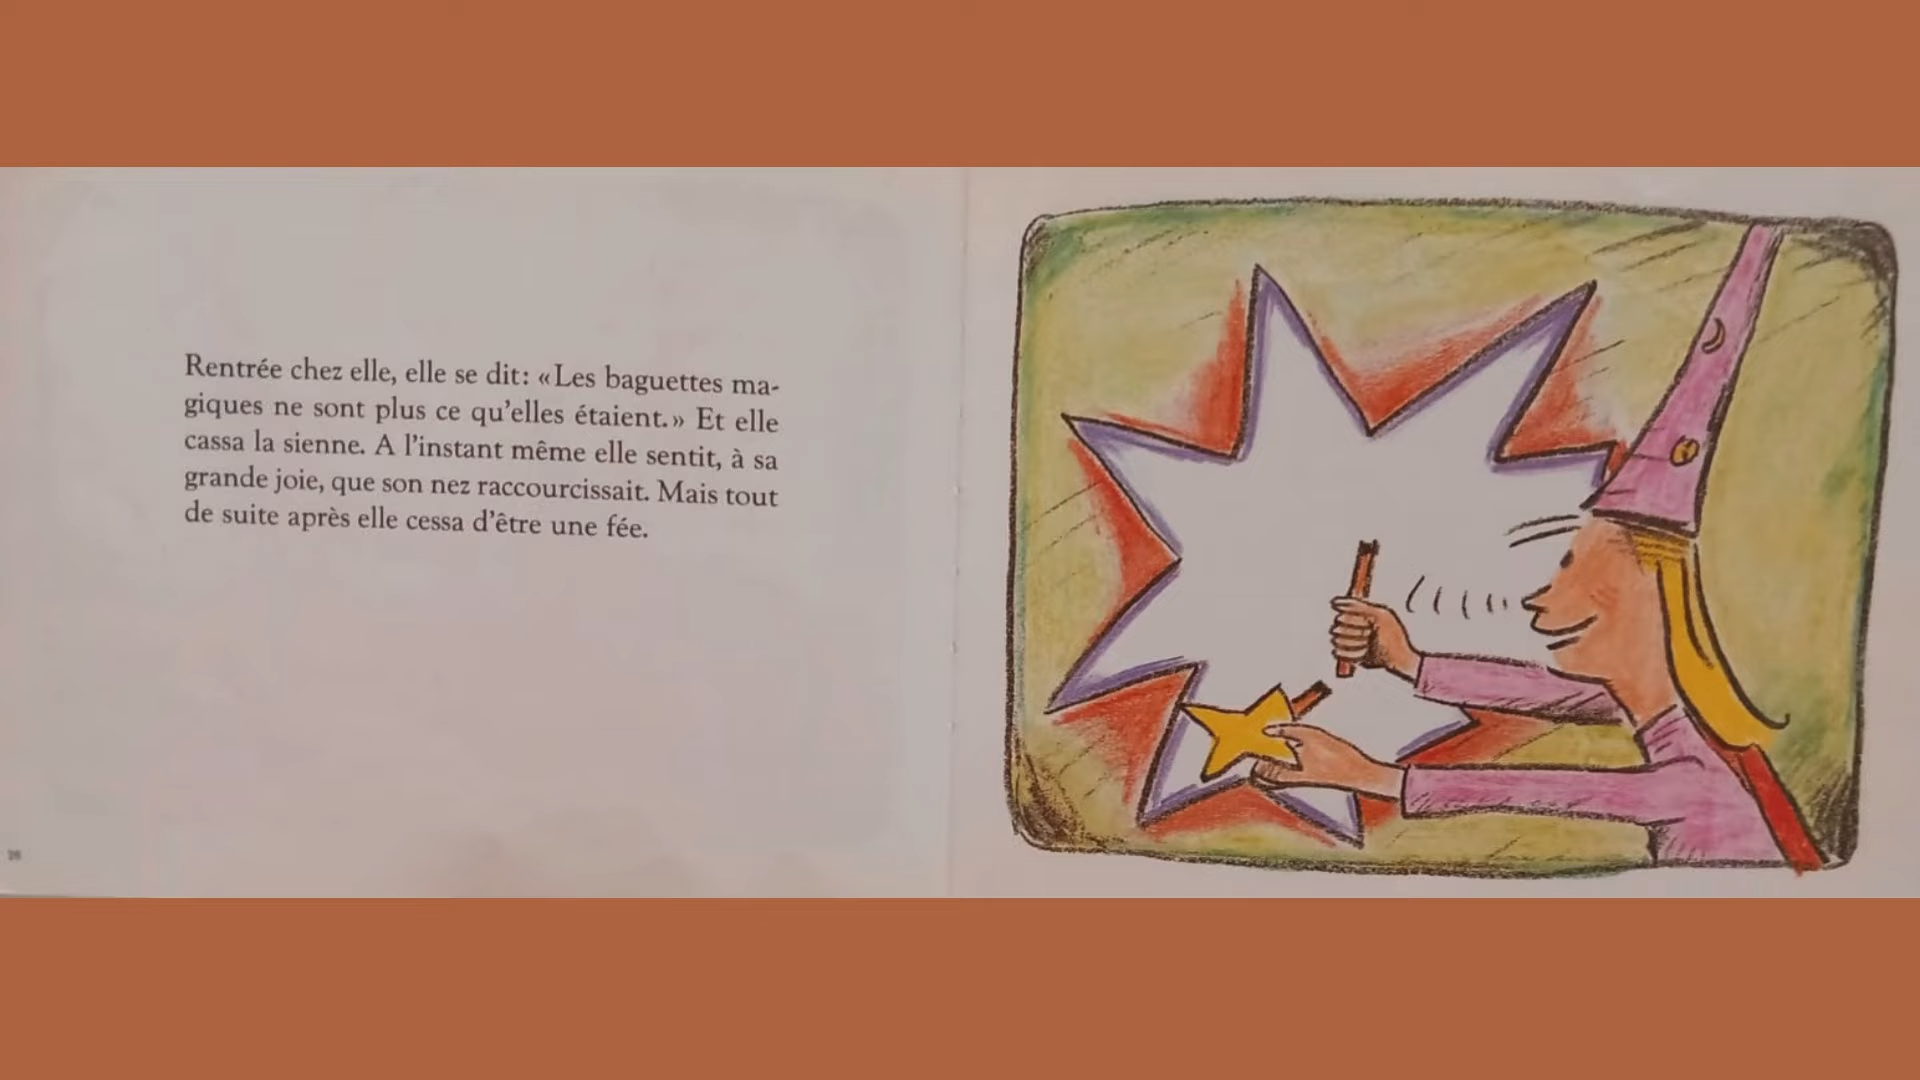 Rentrée chez elle, elle se dit: «Les baguettes ma-
giques ne sont plus ce qu'elles étaient.» Et elle
cassa la sienne. A l'instant même elle sentit, à sa
grande joie, que son nez raccourcissait. Mais tout
de suite après elle cessa d'être une fée.